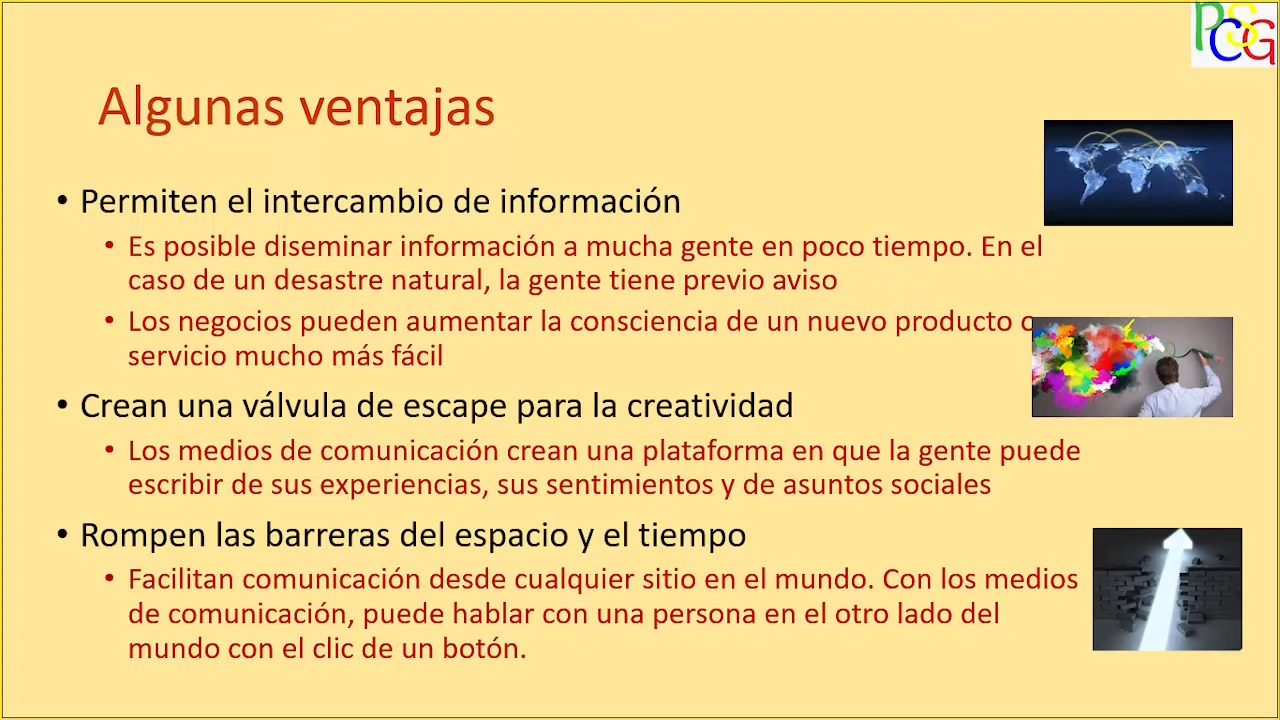 PCSG
Algunas ventajas
• Permiten el intercambio de información
• Es posible diseminar información a mucha gente en poco tiempo. En el
caso de un desastre natural, la gente tiene previo aviso
• Los negocios pueden aumentar la consciencia de un nuevo producto o
servicio mucho más fácil
• Crean una válvula de escape para la creatividad
• Los medios de comunicación crean una plataforma en que la gente puede
escribir de sus experiencias, sus sentimientos y de asuntos sociales
• Rompen las barreras del espacio y el tiempo
• Facilitan comunicación desde cualquier sitio en el mundo. Con los medios
de comunicación, puede hablar con una persona en el otro lado del
mundo con el clic de un botón.